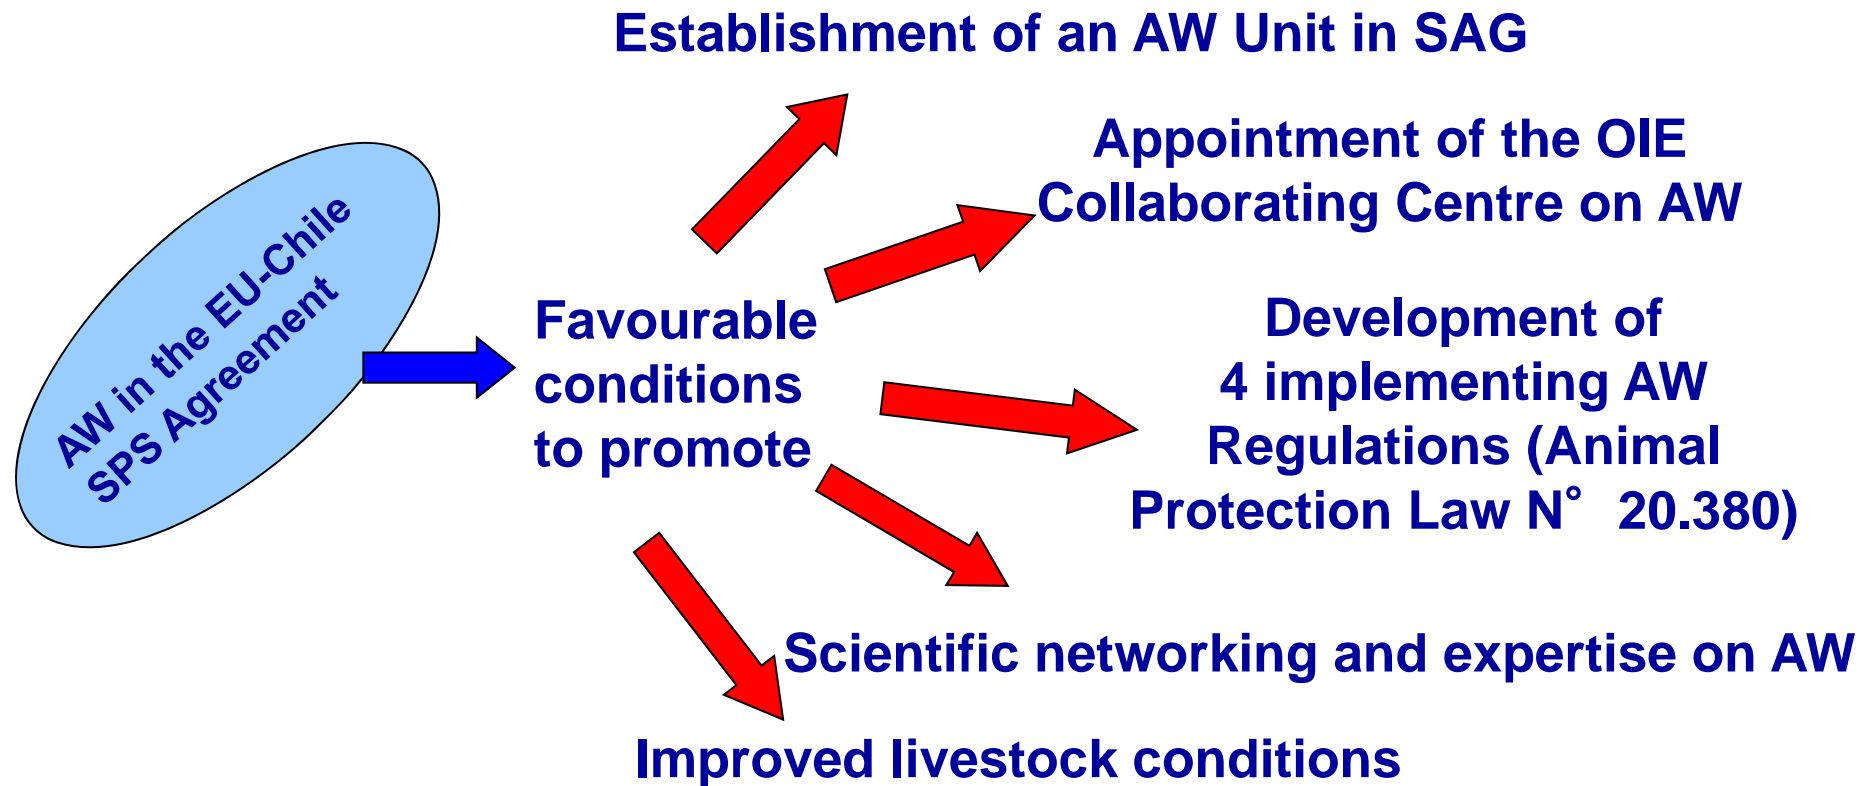 Establishment of an AW Unit in SAG
Appointment of the OIE
Collaborating Centre on AW
AW in the EU-Chile
SPS Agreement
Favourable
conditions
to promote
Development of
4 implementing AW
Regulations (Animal
Protection Law N° 20.380)
Scientific networking and expertise on AW
Improved livestock conditions